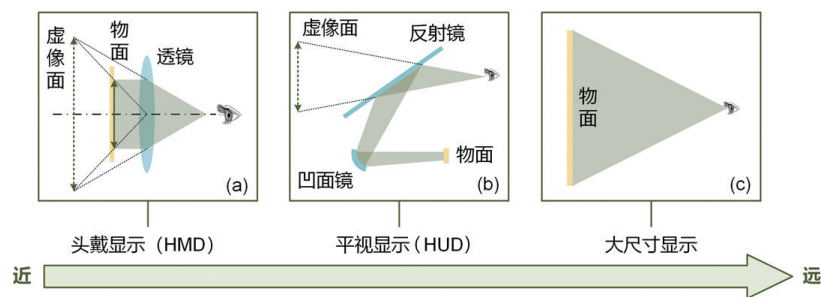 虚像面
物面
透镜
(a)
虚像面
反射镜
凹面镜
物面
(b)
物面
(c)
头戴显示（HMD）
平视显示（HUD）
大尺寸显示
近
远